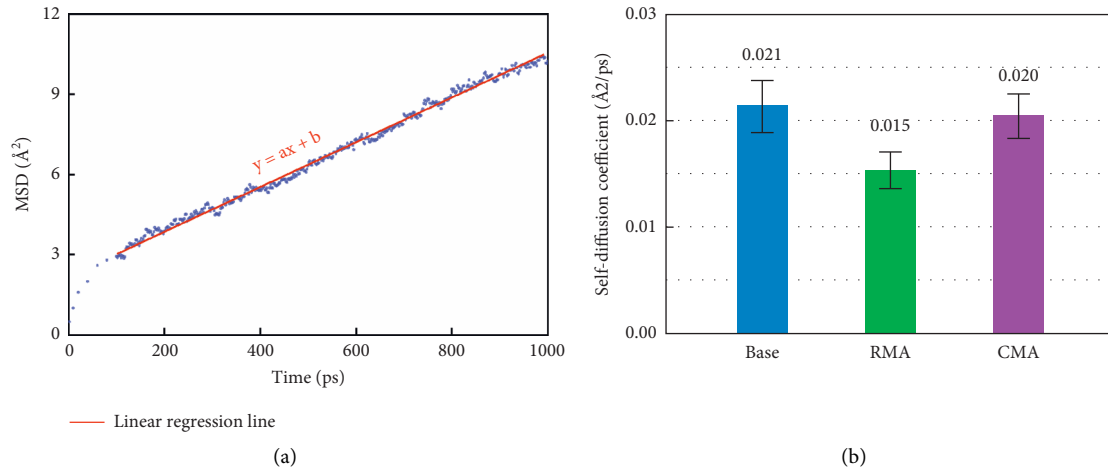 12
9
6
3
0
MSD (Å²)
y = ax + b
0 200 400 600 800 1000
Time (ps)
Linear regression line
(a)
0.03
0.02
0.01
0.00
Self-diffusion coefficient (Å2/ps)
0.021
0.015
0.020
Base RMA CMA
(b)